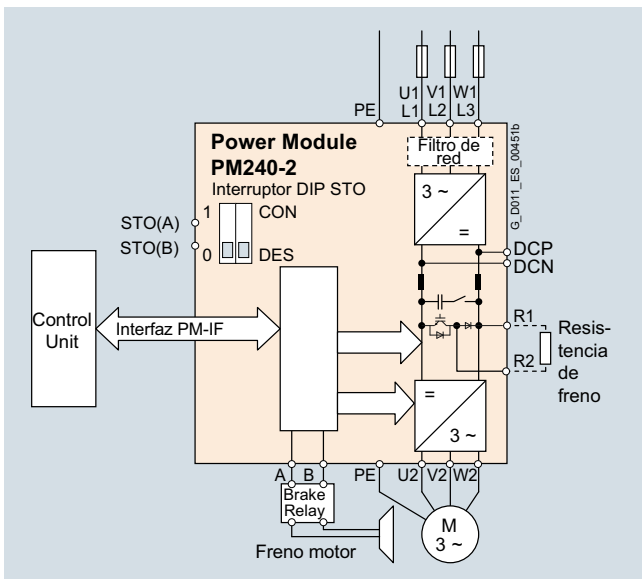 U1 V1 W1
PE L1 L2 L3
Power Module
PM240-2
Filtro de
red
Interruptor DIP STO
STO(A)
1 CON
STO(B)
0 DES
3 ~
=
G_D011_ES_00451b
DCP
DCN
Control
Unit
Interfaz PM-IF
R1
R2
Resis-
tencia
de
freno
=
3 ~
A B PE U2 V2 W2
Brake
Relay
M
3 ~
Freno motor